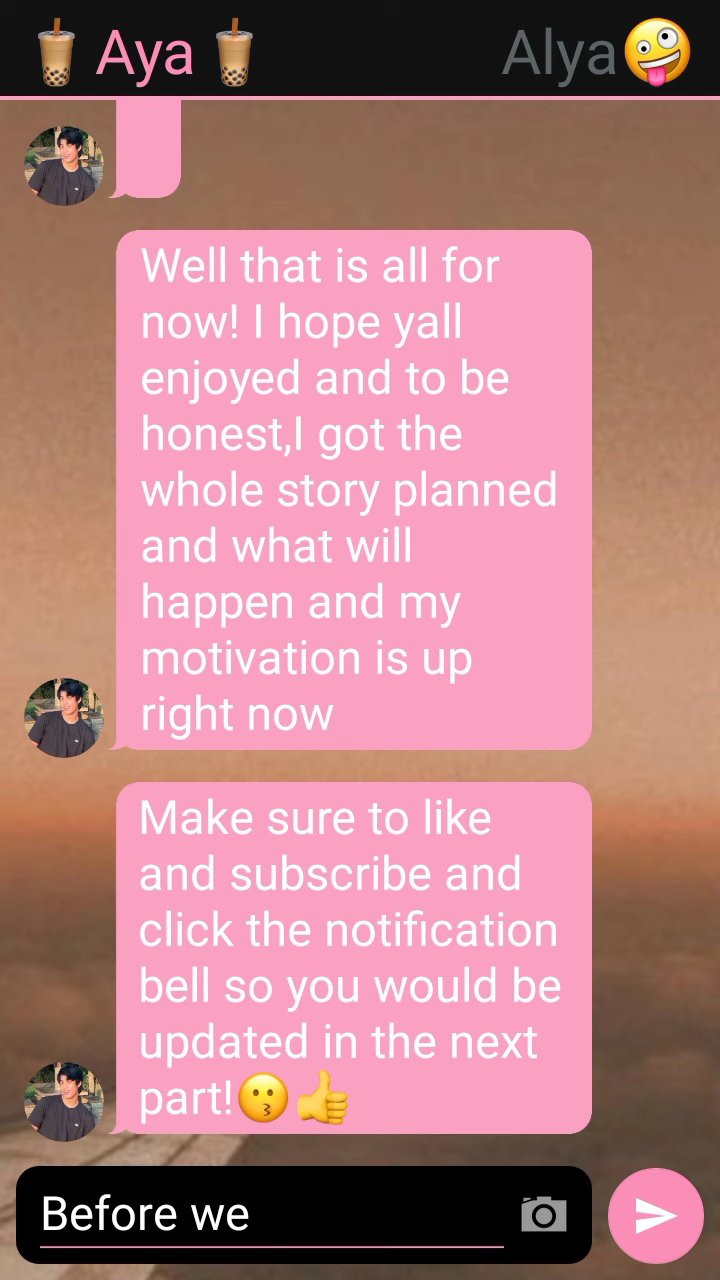 🧋 Aya 🧋 Alya🤪
Well that is all for
now! I hope yall
enjoyed and to be
honest,I got the
whole story planned
and what will
happen and my
motivation is up
right now
Make sure to like
and subscribe and
click the notification
bell so you would be
updated in the next
part!😗👍
Before we